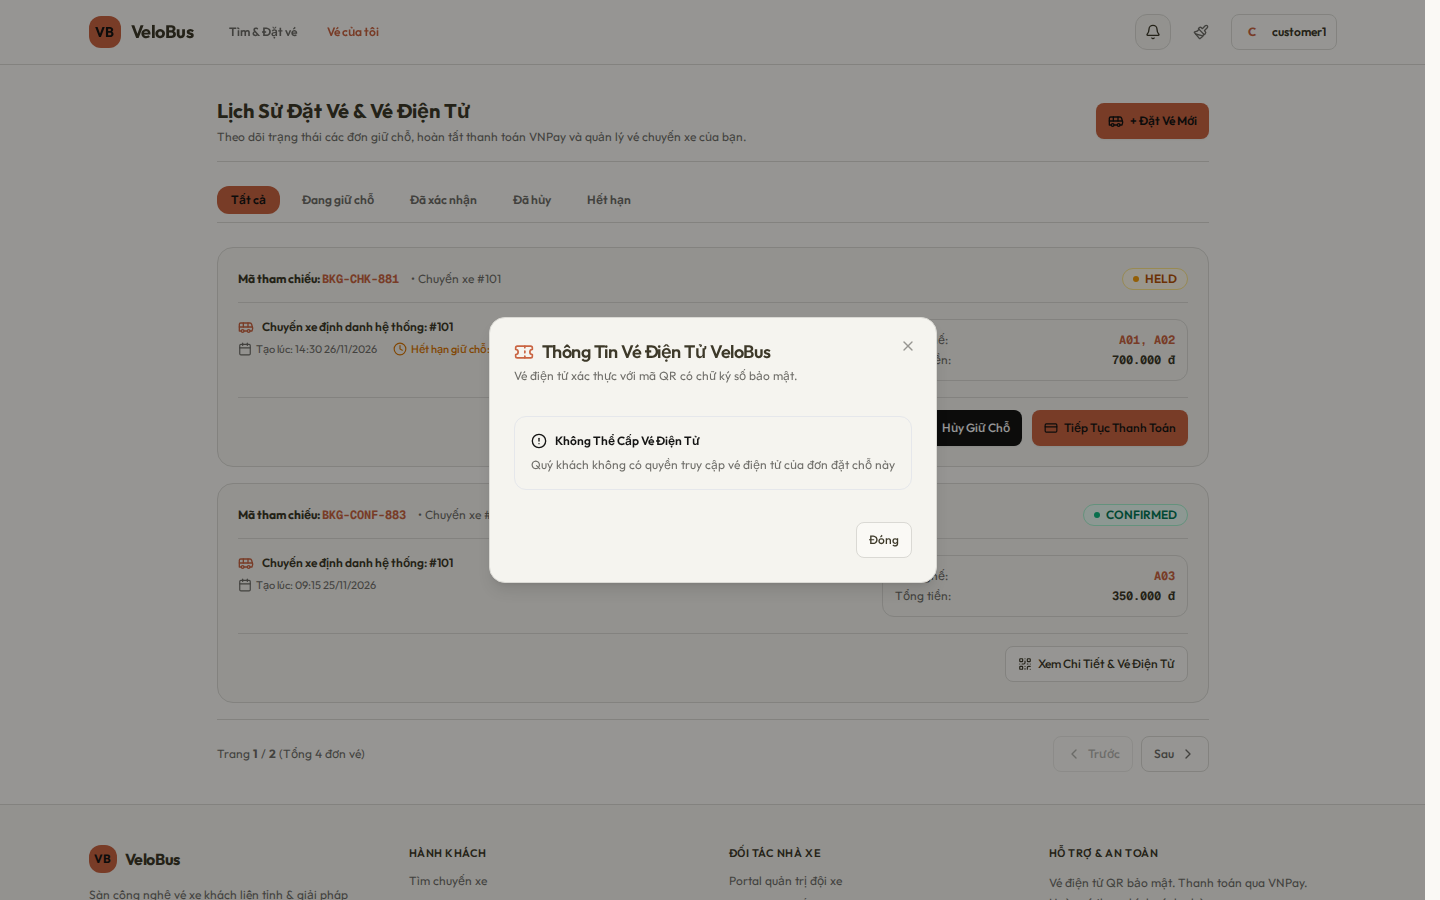 VB VeloBus Tìm & Đặt vé Vé của tôi C customer1
Lịch Sử Đặt Vé & Vé Điện Tử
Theo dõi trạng thái các đơn giữ chỗ, hoàn tất thanh toán VNPay và quản lý vé chuyến xe của bạn.
+ Đặt Vé Mới
Tất cả Đang giữ chỗ Đã xác nhận Đã hủy Hết hạn
Mã tham chiếu: BKG-CHK-881 • Chuyến xe #101 HELD
Chuyến xe định danh hệ thống: #101
Tạo lúc: 14:30 26/11/2026 Hết hạn giữ chỗ:
A01, A02
700.000 đ
Hủy Giữ Chỗ Tiếp Tục Thanh Toán
Thông Tin Vé Điện Tử VeloBus
Vé điện tử xác thực với mã QR có chữ ký số bảo mật.
Không Thể Cấp Vé Điện Tử
Quý khách không có quyền truy cập vé điện tử của đơn đặt chỗ này
Đóng
Mã tham chiếu: BKG-CONF-883 • Chuyến xe # CONFIRMED
Chuyến xe định danh hệ thống: #101
Tạo lúc: 09:15 25/11/2026
A03
Tổng tiền: 350.000 đ
Xem Chi Tiết & Vé Điện Tử
Trang 1 / 2 (Tổng 4 đơn vé) Trước Sau
VB VeloBus
Sàn công nghệ vé xe khách liên tỉnh & giải pháp
HÀNH KHÁCH
Tìm chuyến xe
ĐỐI TÁC NHÀ XE
Portal quản trị đội xe
HỖ TRỢ & AN TOÀN
Vé điện tử QR bảo mật. Thanh toán qua VNPay.